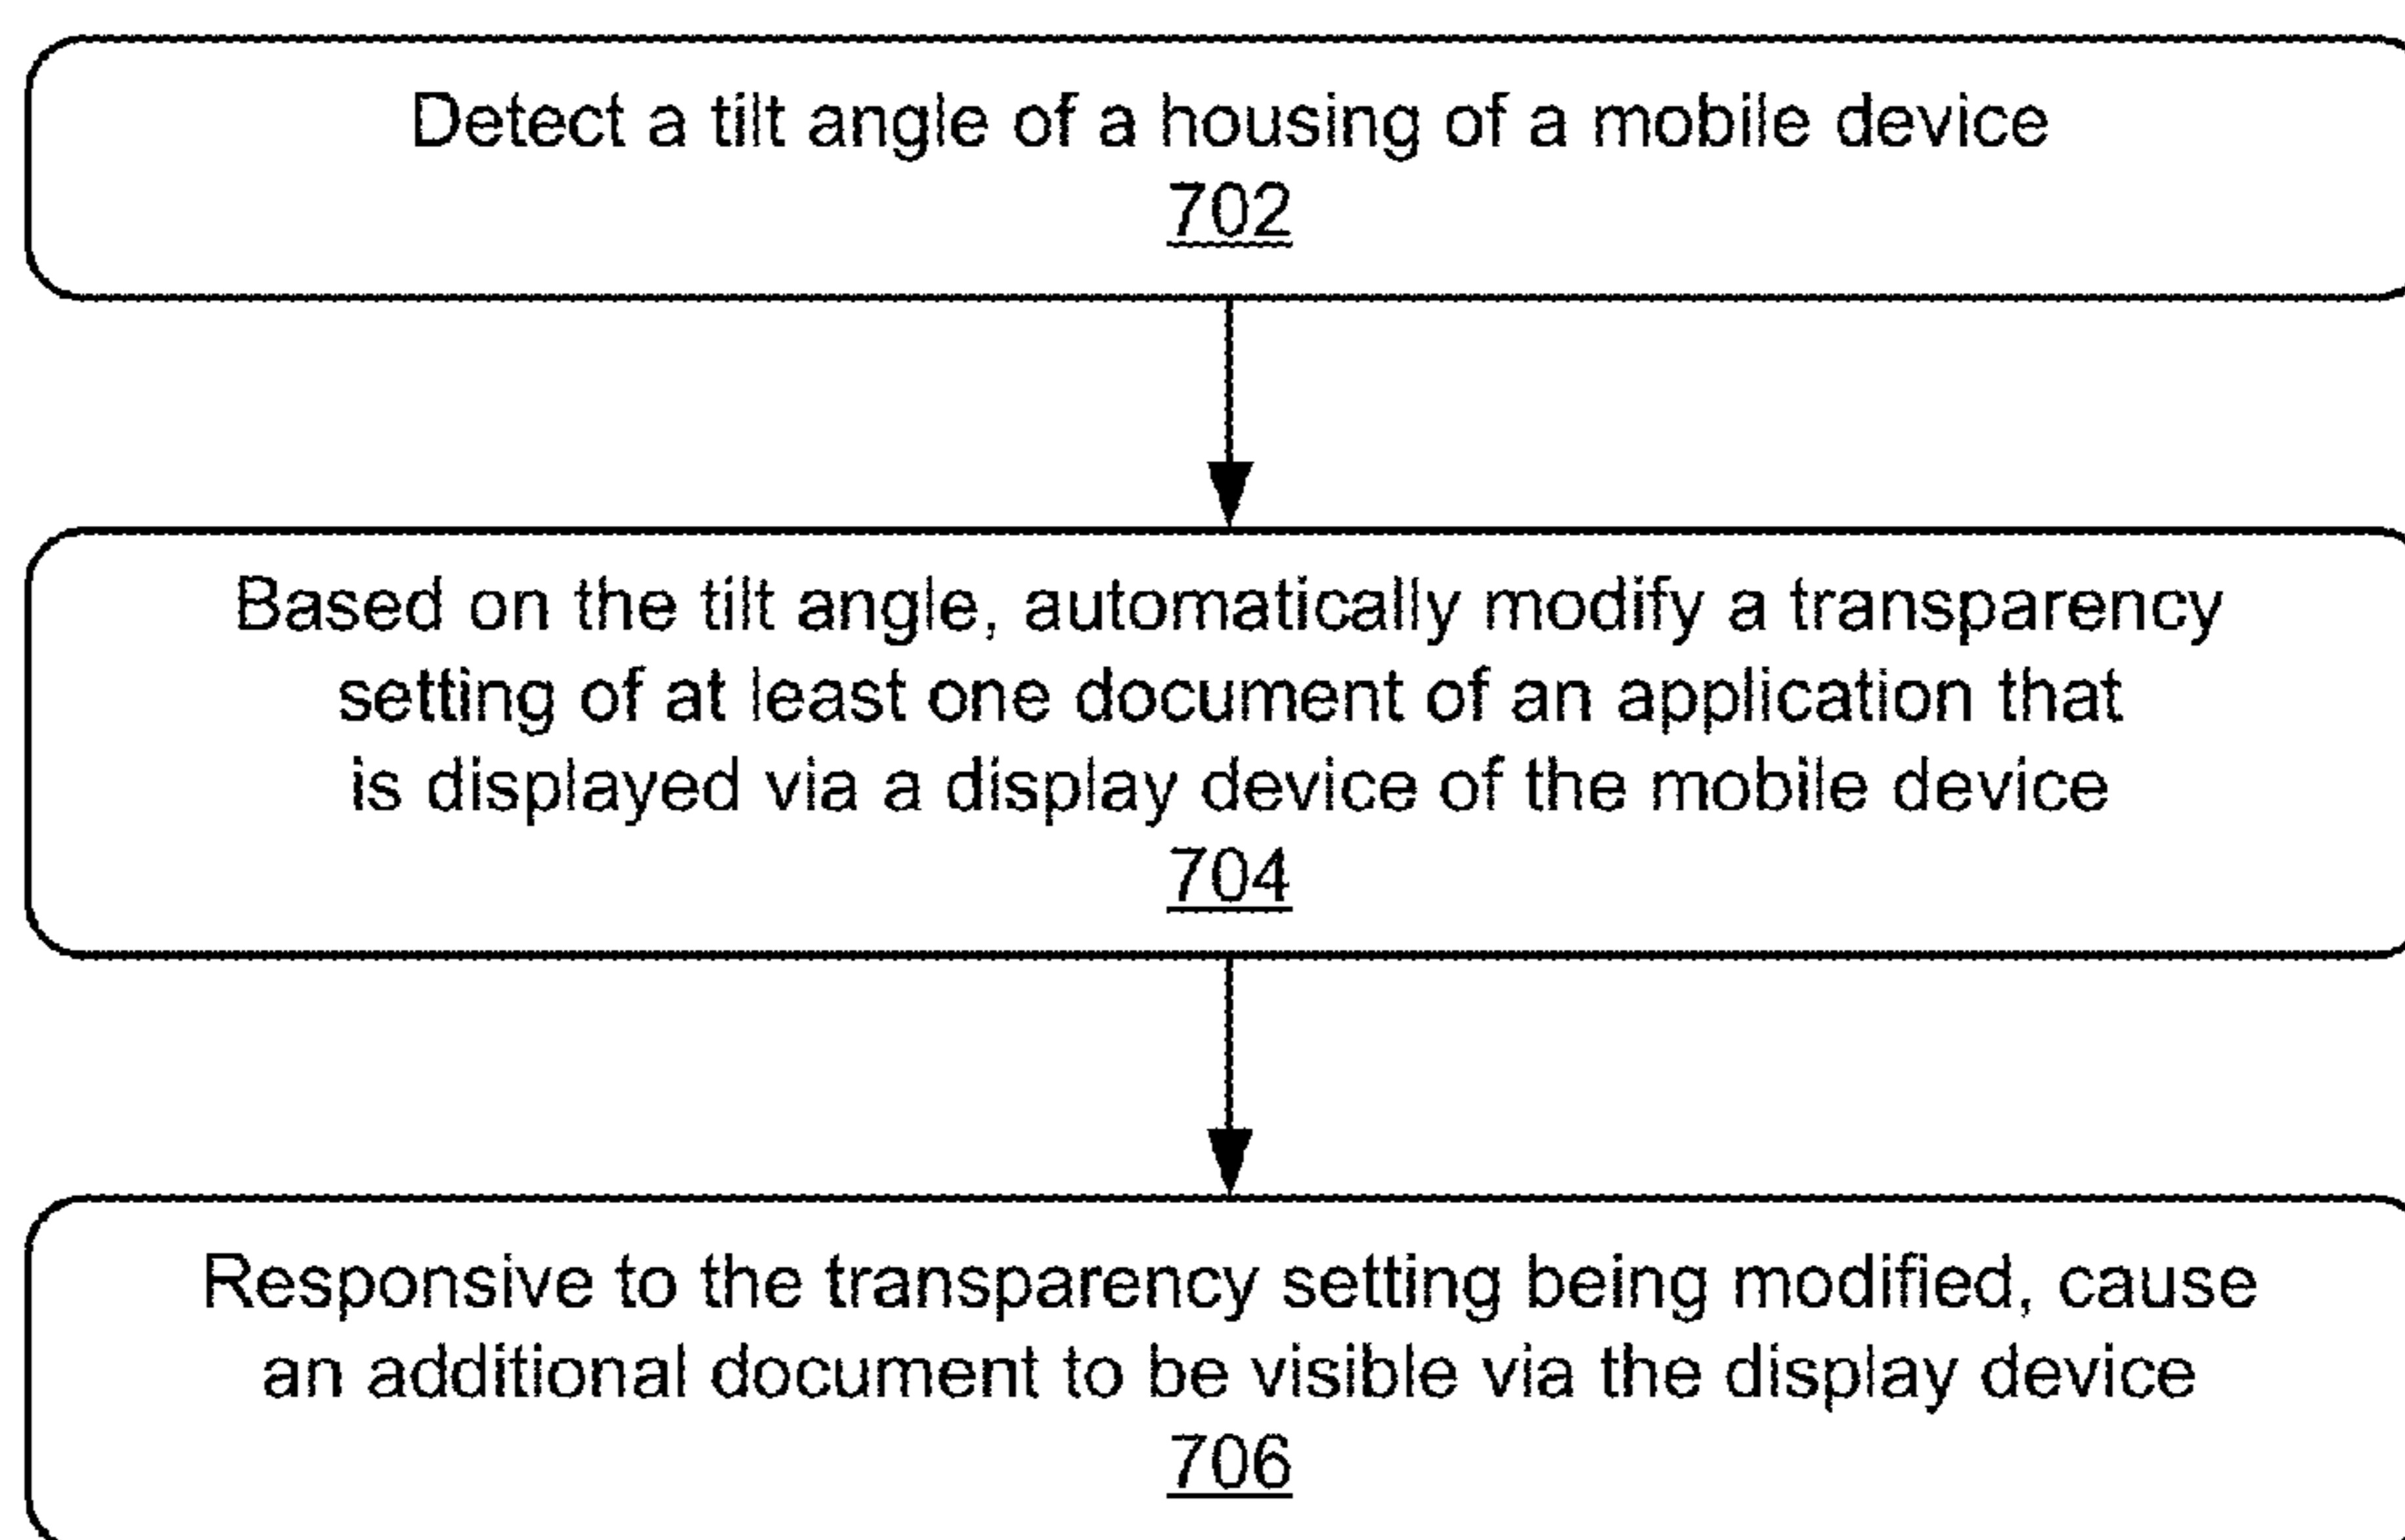 Detect a tilt angle of a housing of a mobile device
702
Based on the tilt angle, automatically modify a transparency
setting of at least one document of an application that
is displayed via a display device of the mobile device
704
Responsive to the transparency setting being modified, cause
an additional document to be visible via the display device
706